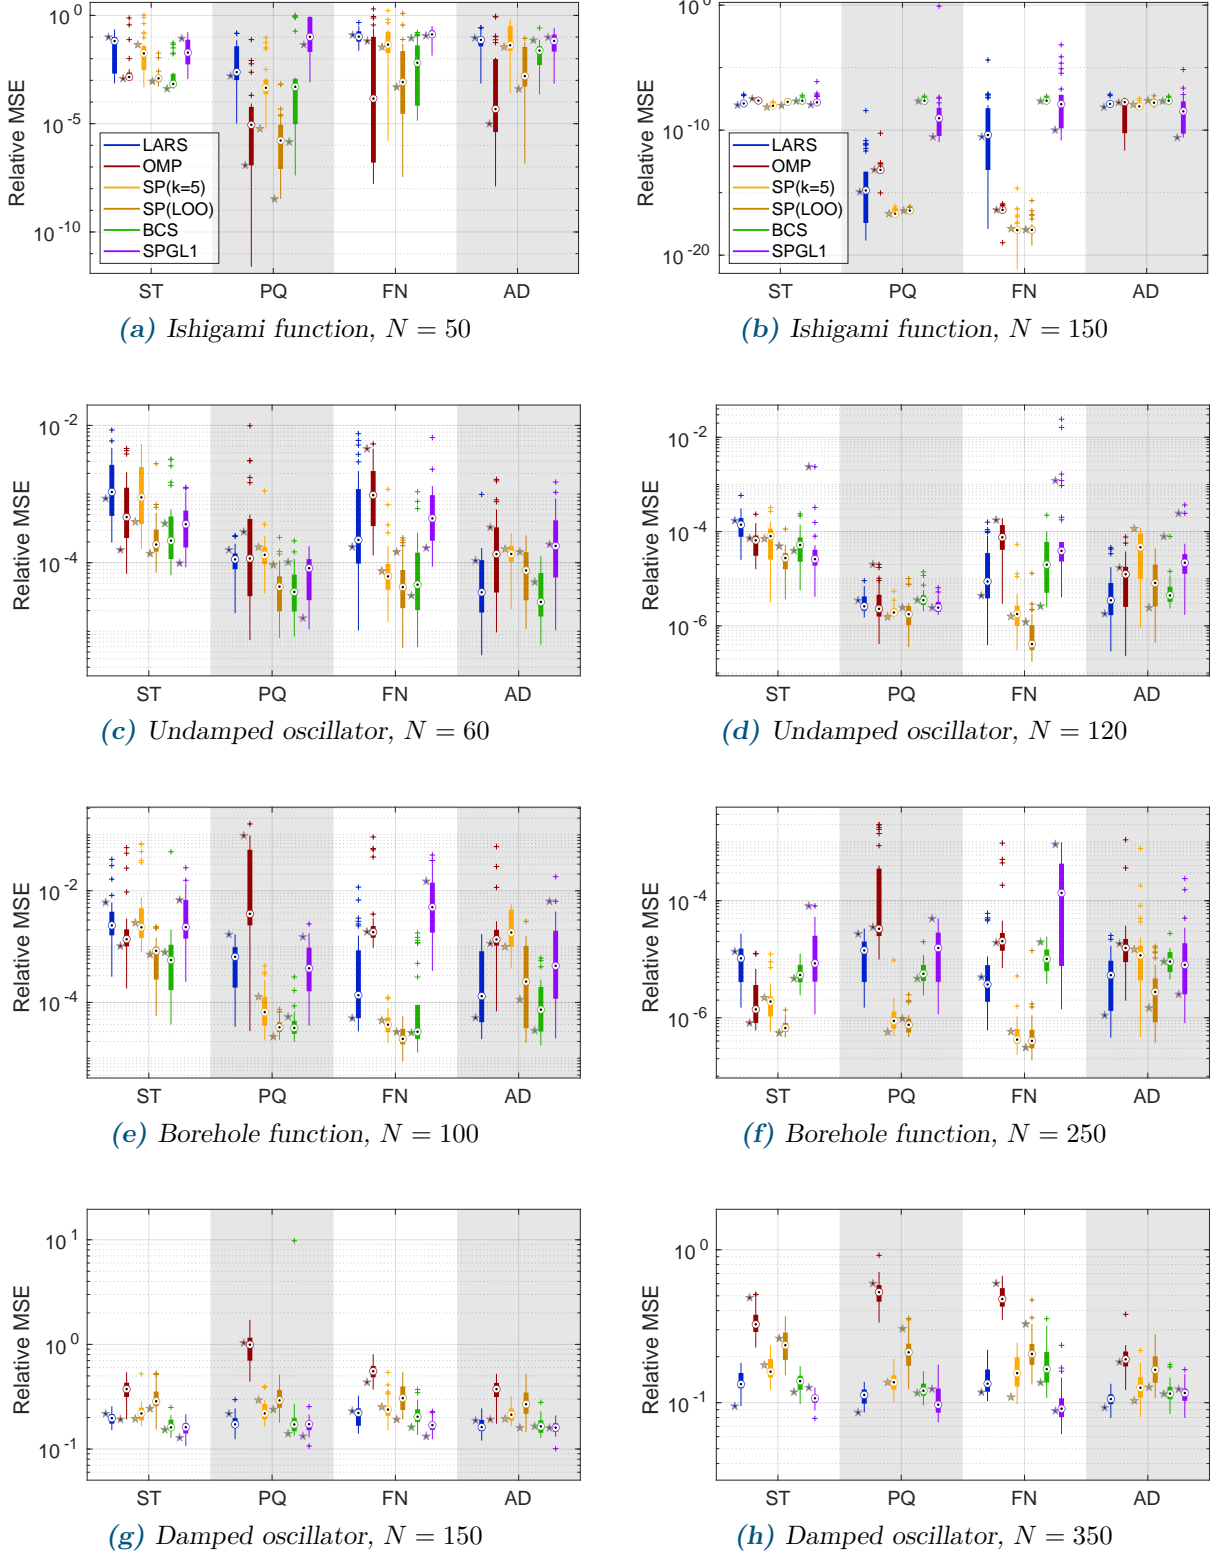 Relative MSE
10^0
10^-5
10^-10
LARS
OMP
SP(k=5)
SP(LOO)
BCS
SPGL1
ST PQ FN AD
(a) Ishigami function, N = 50
Relative MSE
10^0
10^-10
10^-20
LARS
OMP
SP(k=5)
SP(LOO)
BCS
SPGL1
ST PQ FN AD
(b) Ishigami function, N = 150
Relative MSE
10^-2
10^-4
ST PQ FN AD
(c) Undamped oscillator, N = 60
Relative MSE
10^-2
10^-4
10^-6
ST PQ FN AD
(d) Undamped oscillator, N = 120
Relative MSE
10^-2
10^-4
ST PQ FN AD
(e) Borehole function, N = 100
Relative MSE
10^-4
10^-6
ST PQ FN AD
(f) Borehole function, N = 250
Relative MSE
10^1
10^0
10^-1
ST PQ FN AD
(g) Damped oscillator, N = 150
Relative MSE
10^0
10^-1
ST PQ FN AD
(h) Damped oscillator, N = 350